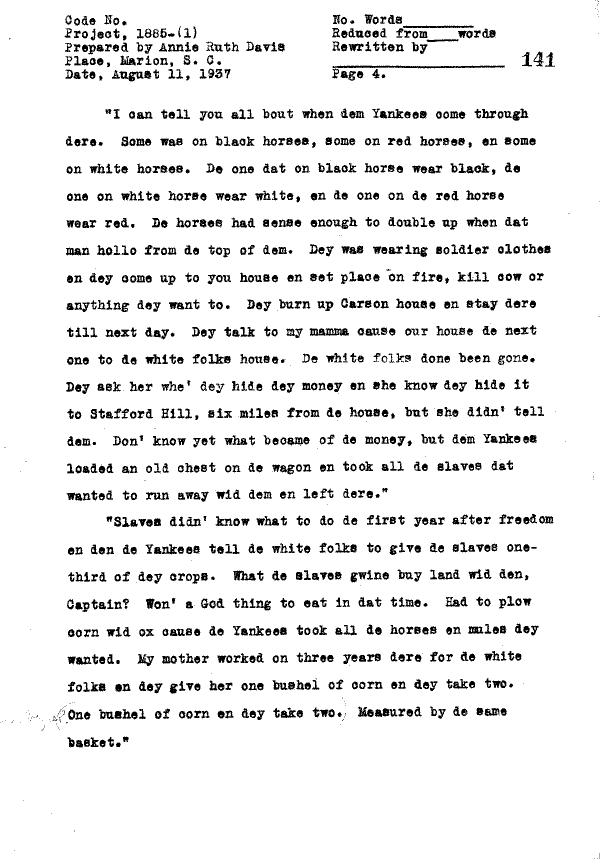 Code No.
Project, 1885-(1)
Prepared by Annie Ruth Davis
Place, Marion, S. C.
Date, August 11, 1937
No. Words
Reduced from words
Rewritten by
141
Page 4.
"I can tell you all bout when dem Yankees come through
dere. Some was on black horses, some on red horses, en some
on white horses. De one dat on black horse wear black, de
one on white horse wear white, en de one on de red horse
wear red. De horses had sense enough to double up when dat
man hollo from de top of dem. Dey was wearing soldier clothes
en dey come up to you house en set place on fire, kill cow or
anything dey want to. Dey burn up Carson house en stay dere
till next day. Dey talk to my mamma cause our house de next
one to de white folks house. De white folks done been gone.
Dey ask her whe' dey hide dey money en she know dey hide it
to Stafford Hill, six miles from de house, but she didn' tell
dem. Don' know yet what became of de money, but dem Yankees
loaded an old chest on de wagon en took all de slaves dat
wanted to run away wid dem en left dere."
"Slaves didn' know what to do de first year after freedom
en den de Yankees tell de white folks to give de slaves one-
third of dey crops. What de slaves gwine buy land wid den,
Captain? Won' a God thing to eat in dat time. Had to plow
corn wid ox cause de Yankees took all de horses en mules dey
wanted. My mother worked on three years dere for de white
folks en dey give her one bushel of corn en dey take two.
One bushel of corn en dey take two. Measured by de same
basket."